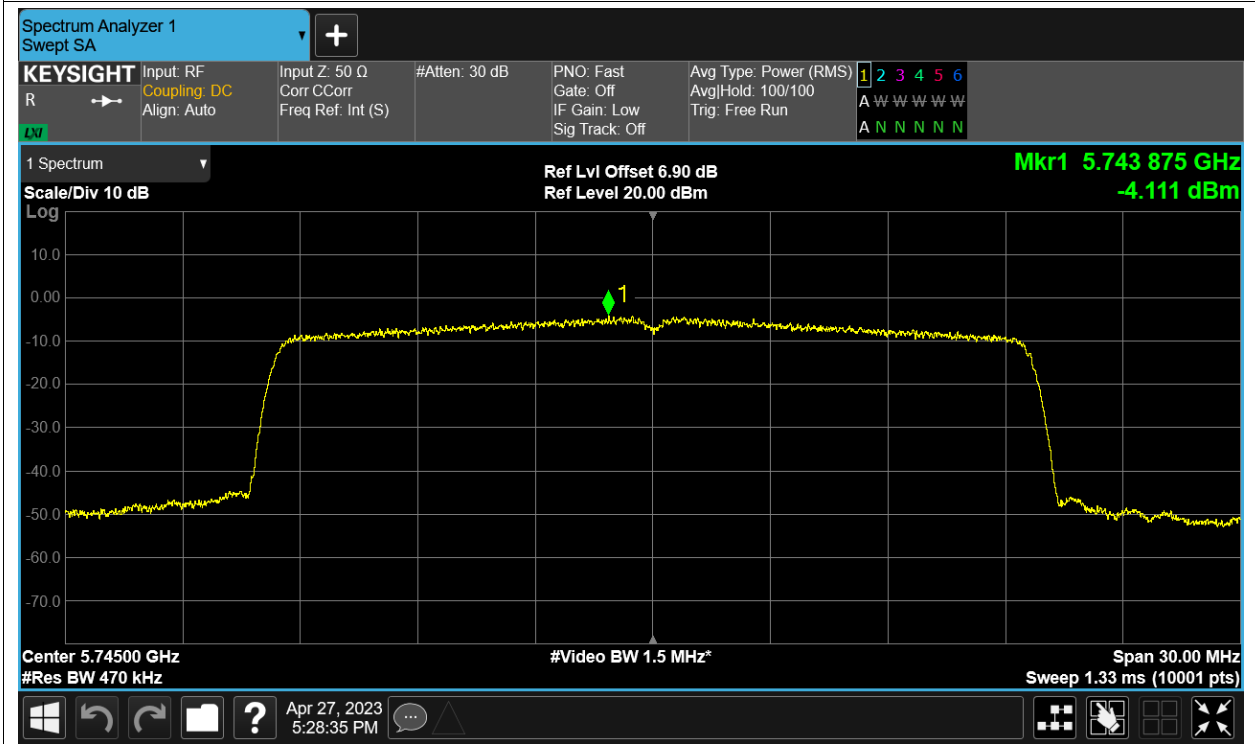 Spectrum Analyzer 1
Swept SA
+
KEYSIGHT
R
LXI
Input: RF
Coupling: DC
Align: Auto
Input Z: 50 Ω
Corr CCorr
Freq Ref: Int (S)
#Atten: 30 dB
PNO: Fast
Gate: Off
IF Gain: Low
Sig Track: Off
Avg Type: Power (RMS)
Avg|Hold: 100/100
Trig: Free Run
1 2 3 4 5 6
A W W W W W
A N N N N N
1 Spectrum
Scale/Div 10 dB
Ref Lvl Offset 6.90 dB
Ref Level 20.00 dBm
Mkr1 5.743 875 GHz
-4.111 dBm
Log
10.0
0.00
-10.0
-20.0
-30.0
-40.0
-50.0
-60.0
-70.0
1
Center 5.74500 GHz
#Res BW 470 kHz
#Video BW 1.5 MHz*
Span 30.00 MHz
Sweep 1.33 ms (10001 pts)
?
Apr 27, 2023
5:28:35 PM